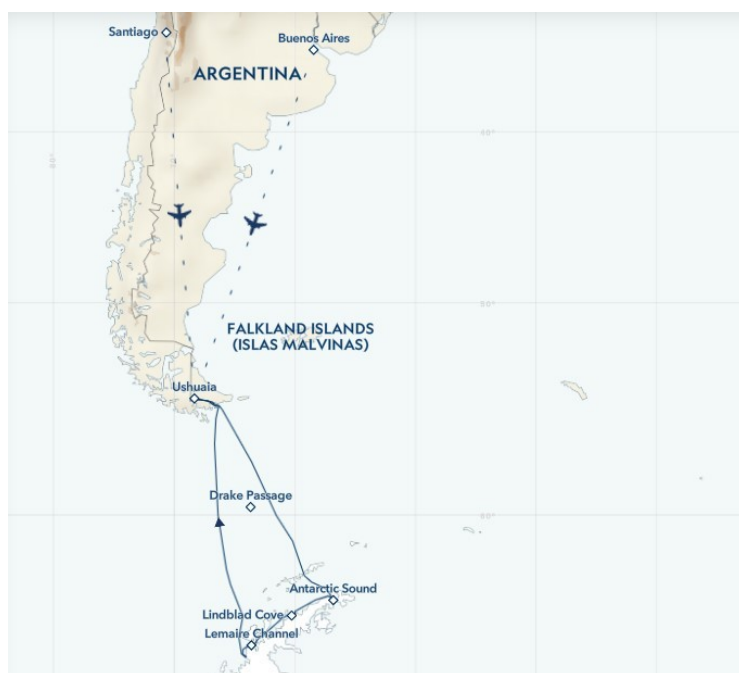 Santiago
Buenos Aires
ARGENTINA
FALKLAND ISLANDS
(ISLAS MALVINAS)
Ushuaia
Drake Passage
Antarctic Sound
Lindblad Cove
Lemaire Channel